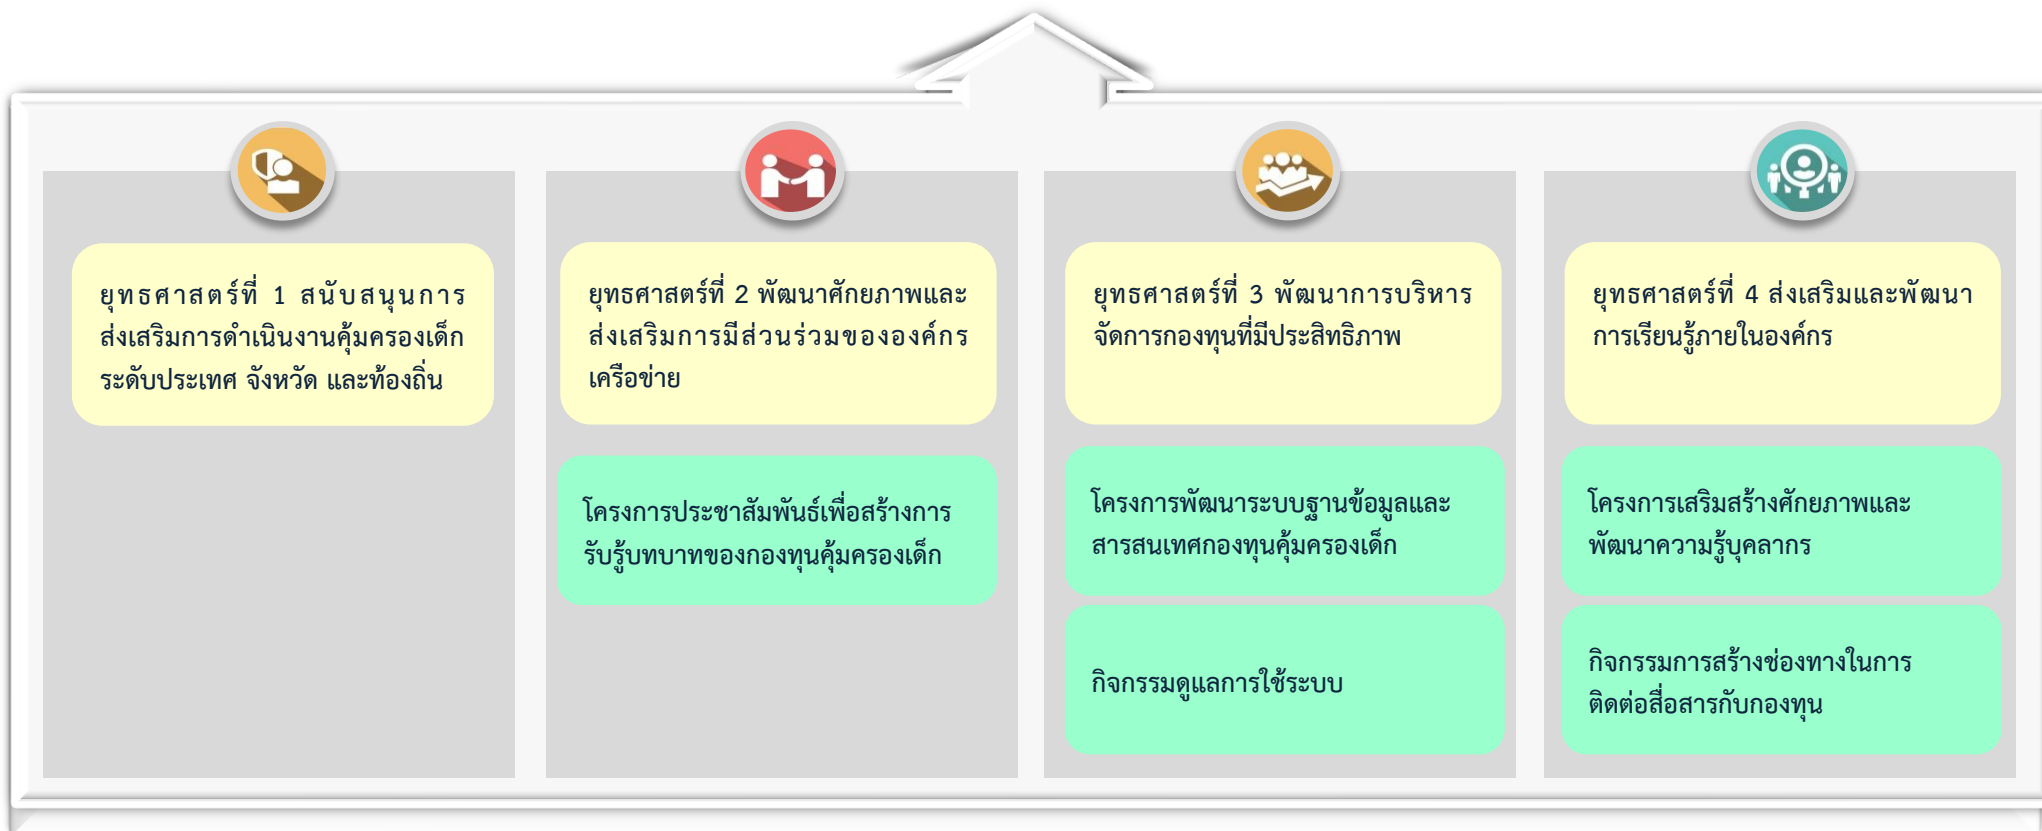 ยุทธศาสตร์ที่ 1 สนับสนุนการ
ส่งเสริมการดำเนินงานคุ้มครองเด็ก
ระดับประเทศ จังหวัด และท้องถิ่น
ยุทธศาสตร์ที่ 2 พัฒนาศักยภาพและ
ส่งเสริมการมีส่วนร่วมขององค์กร
เครือข่าย
โครงการประชาสัมพันธ์เพื่อสร้างการ
รับรู้บทบาทของกองทุนคุ้มครองเด็ก
ยุทธศาสตร์ที่ 3 พัฒนาการบริหาร
จัดการกองทุนที่มีประสิทธิภาพ
โครงการพัฒนาระบบฐานข้อมูลและ
สารสนเทศกองทุนคุ้มครองเด็ก
กิจกรรมดูแลการใช้ระบบ
ยุทธศาสตร์ที่ 4 ส่งเสริมและพัฒนา
การเรียนรู้ภายในองค์กร
โครงการเสริมสร้างศักยภาพและ
พัฒนาความรู้บุคลากร
กิจกรรมการสร้างช่องทางในการ
ติดต่อสื่อสารกับกองทุน